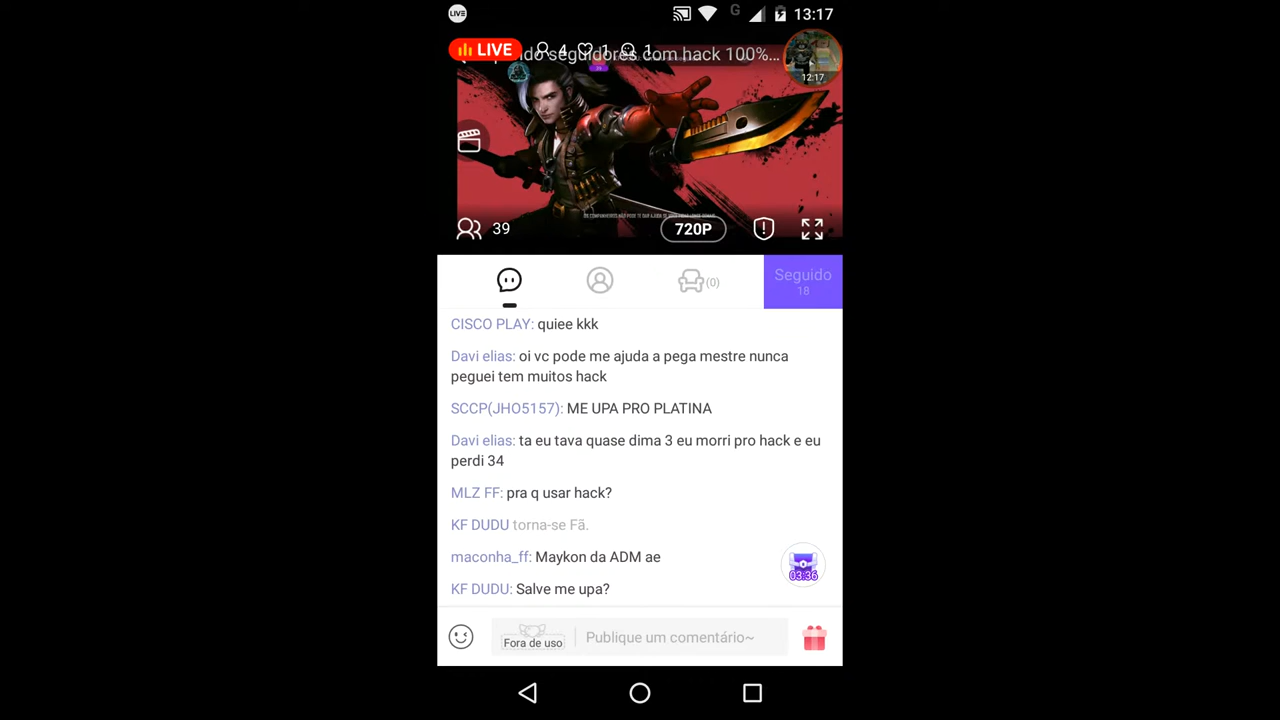 LIVE
G
13:17
LIVE 4 1 1
do seguidores com hack 100%...
12:17
39
720P
(0)
Seguido
18
CISCO PLAY: quiee kkk
Davi elias: oi vc pode me ajuda a pega mestre nunca
peguei tem muitos hack
SCCP(JHO5157): ME UPA PRO PLATINA
Davi elias: ta eu tava quase dima 3 eu morri pro hack e eu
perdi 34
MLZ FF: pra q usar hack?
KF DUDU torna-se Fã.
maconha_ff: Maykon da ADM ae
03:36
KF DUDU: Salve me upa?
Fora de uso
Publique um comentário~